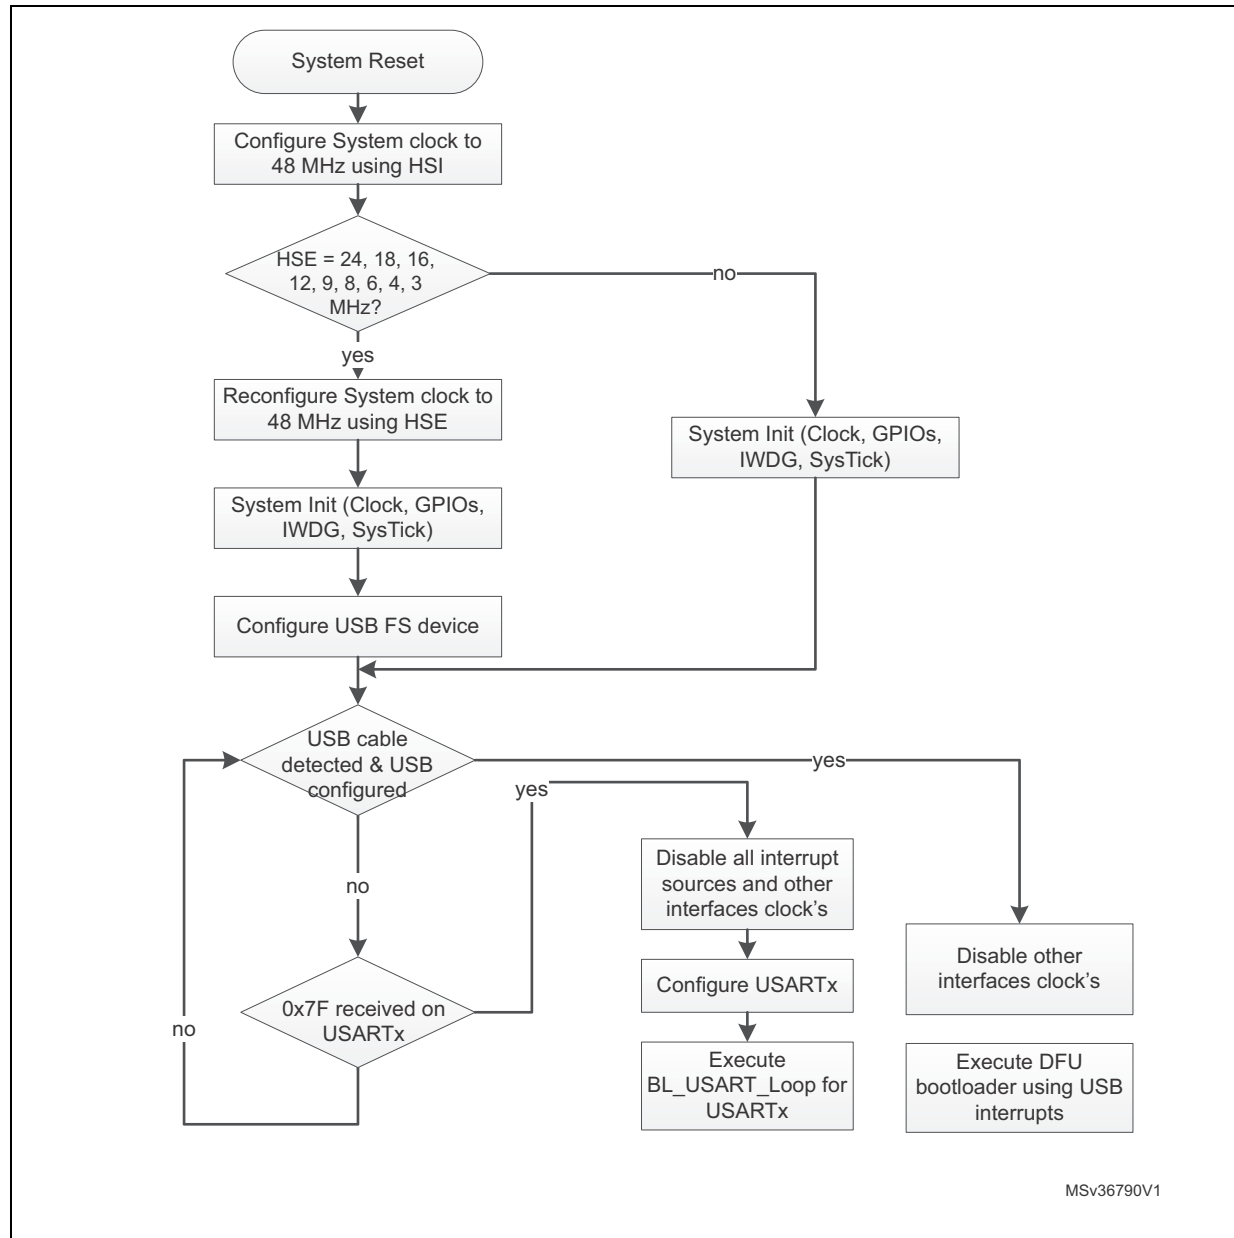 System Reset
Configure System clock to
48 MHz using HSI
HSE = 24, 18, 16,
12, 9, 8, 6, 4, 3
MHz?
no
yes
Reconfigure System clock to
48 MHz using HSE
System Init (Clock, GPIOs,
IWDG, SysTick)
System Init (Clock, GPIOs,
IWDG, SysTick)
Configure USB FS device
USB cable
detected & USB
configured
yes
yes
no
Disable all interrupt
sources and other
interfaces clock's
Disable other
interfaces clock's
Configure USARTx
0x7F received on
USARTx
no
Execute
BL_USART_Loop for
USARTx
Execute DFU
bootloader using USB
interrupts
MSv36790V1